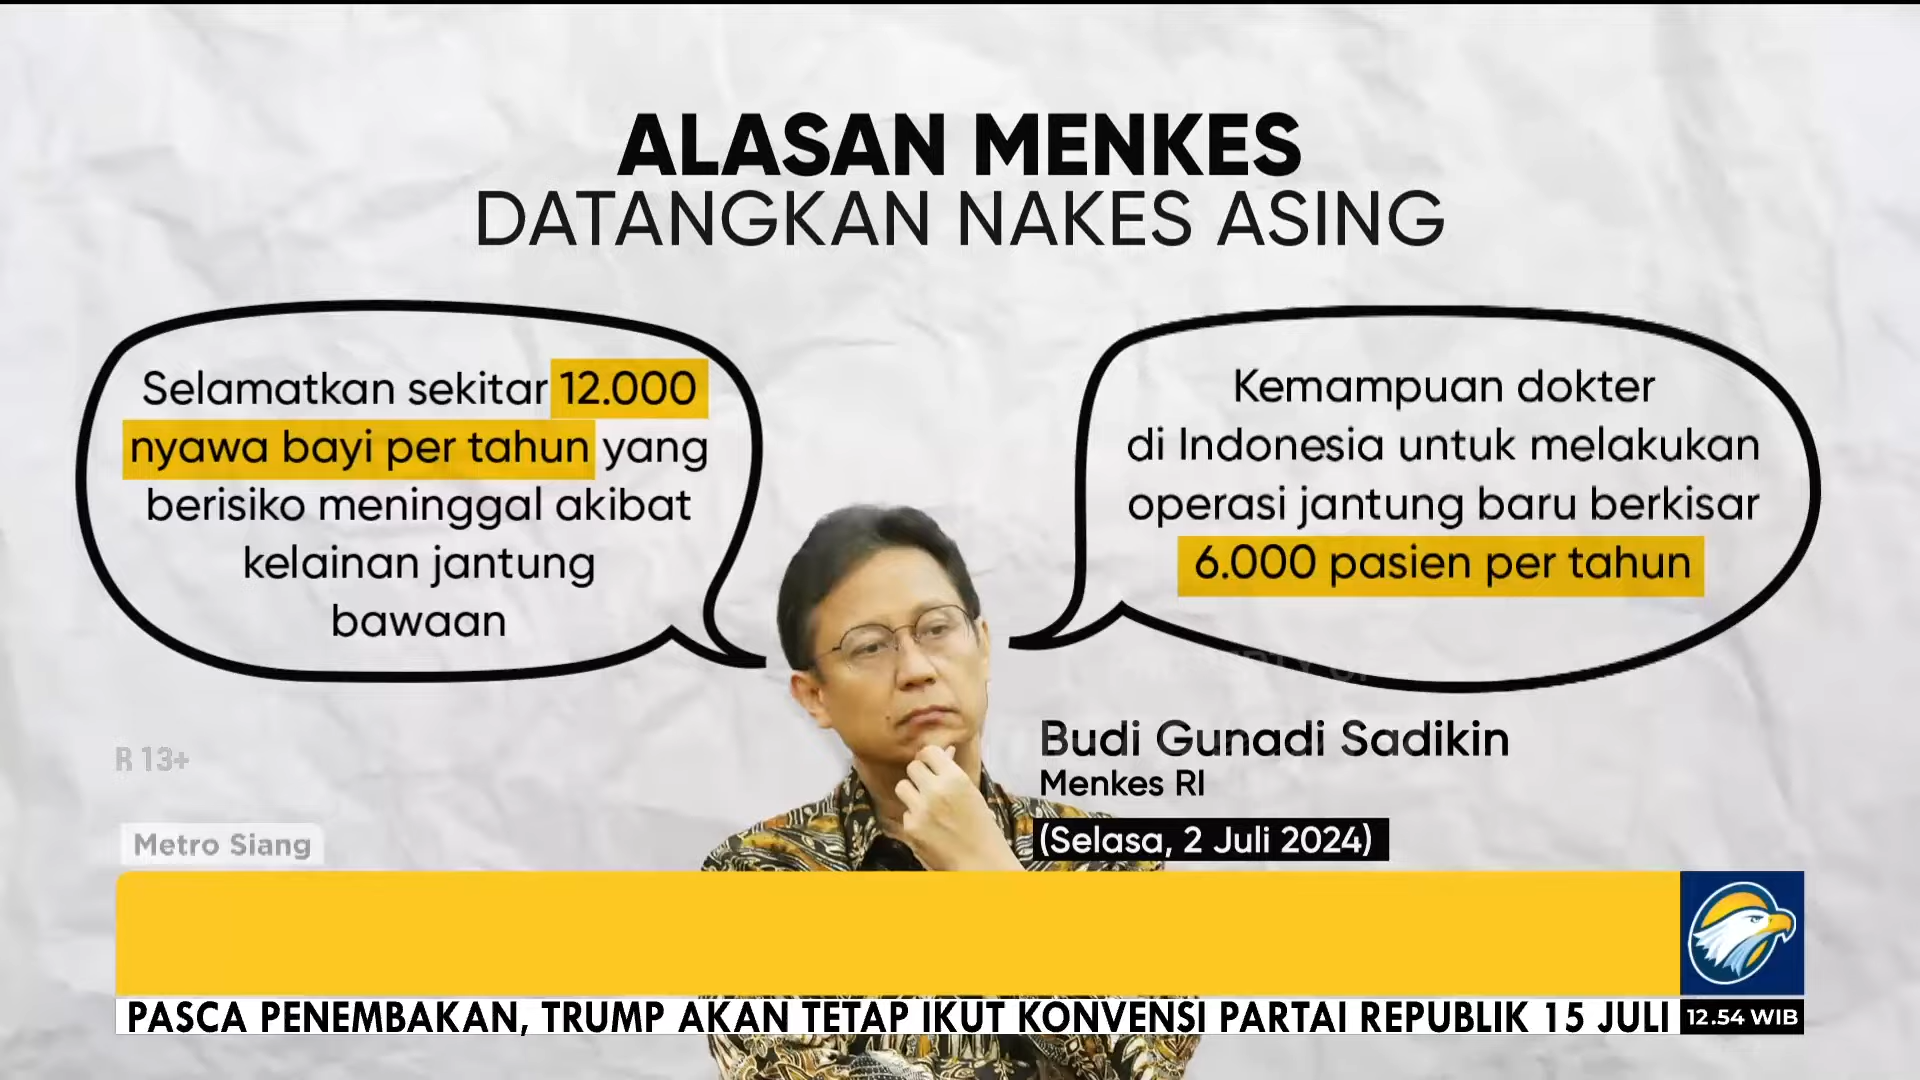 ALASAN MENKES
DATANGKAN NAKES ASING
Selamatkan sekitar 12.000
nyawa bayi per tahun yang
berisiko meninggal akibat
kelainan jantung
bawaan
Kemampuan dokter
di Indonesia untuk melakukan
operasi jantung baru berkisar
6.000 pasien per tahun
Budi Gunadi Sadikin
Menkes RI
(Selasa, 2 Juli 2024)
R 13+
Metro Siang
PASCA PENEMBAKAN, TRUMP AKAN TETAP IKUT KONVENSI PARTAI REPUBLIK 15 JULI
12.54 WIB